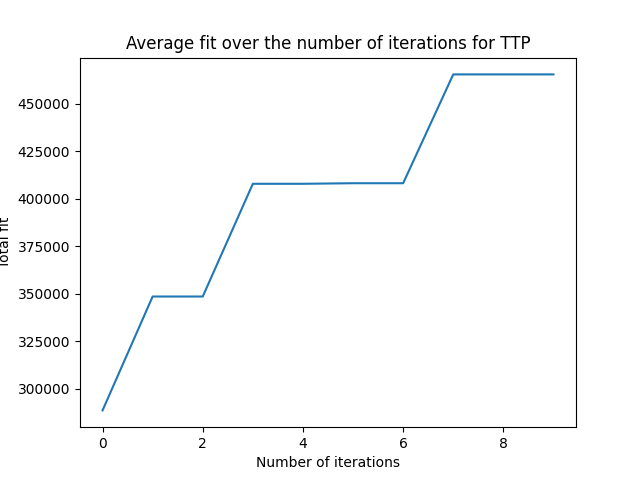 Average fit over the number of iterations for TTP
450000
425000
400000
375000
350000
325000
300000
Total fit
0 2 4 6 8
Number of iterations